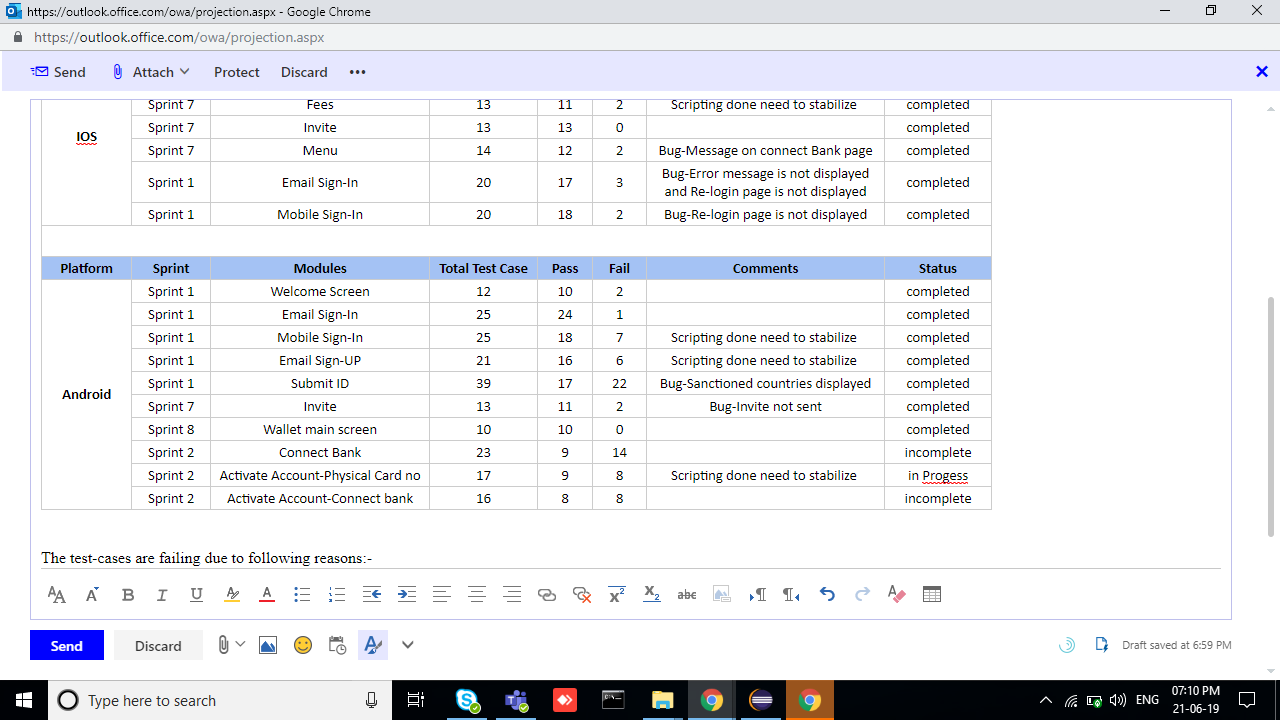 https://outlook.office.com/owa/projection.aspx - Google Chrome
https://outlook.office.com/owa/projection.aspx
Send Attach Protect Discard
Sprint 7 Fees 13 11 2 Scripting done need to stabilize completed
IOS
Sprint 7 Invite 13 13 0 completed
Sprint 7 Menu 14 12 2 Bug-Message on connect Bank page completed
Sprint 1 Email Sign-In 20 17 3 Bug-Error message is not displayed
and Re-login page is not displayed completed
Sprint 1 Mobile Sign-In 20 18 2 Bug-Re-login page is not displayed completed
Platform Sprint Modules Total Test Case Pass Fail Comments Status
Android
Sprint 1 Welcome Screen 12 10 2 completed
Sprint 1 Email Sign-In 25 24 1 completed
Sprint 1 Mobile Sign-In 25 18 7 Scripting done need to stabilize completed
Sprint 1 Email Sign-UP 21 16 6 Scripting done need to stabilize completed
Sprint 1 Submit ID 39 17 22 Bug-Sanctioned countries displayed completed
Sprint 7 Invite 13 11 2 Bug-Invite not sent completed
Sprint 8 Wallet main screen 10 10 0 completed
Sprint 2 Connect Bank 23 9 14 incomplete
Sprint 2 Activate Account-Physical Card no 17 9 8 Scripting done need to stabilize in Progess
Sprint 2 Activate Account-Connect bank 16 8 8 incomplete
The test-cases are failing due to following reasons:-
Send Discard Draft saved at 6:59 PM
Type here to search ENG 07:10 PM
21-06-19